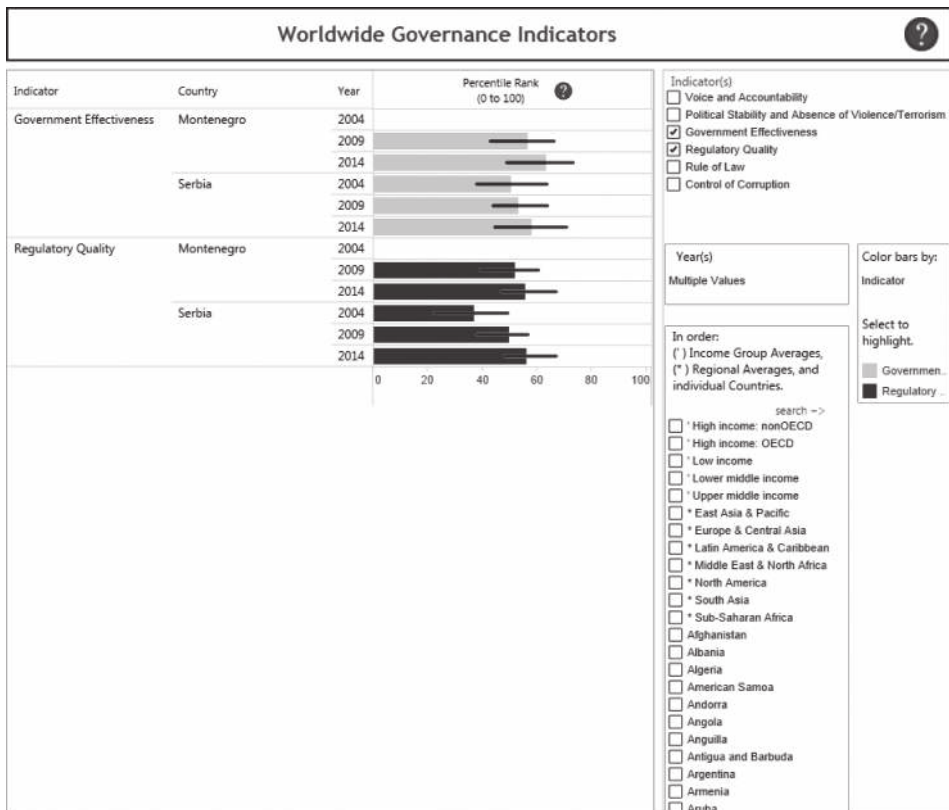 Worldwide Governance Indicators
?
Indicator Country Year Percentile Rank
(0 to 100) ?
Government Effectiveness Montenegro 2004
2009
2014
Serbia 2004
2009
2014
Regulatory Quality Montenegro 2004
2009
2014
Serbia 2004
2009
2014
0 20 40 60 80 100
Indicator(s)
Voice and Accountability
Political Stability and Absence of Violence/Terrorism
Government Effectiveness
Regulatory Quality
Rule of Law
Control of Corruption
Year(s)
Multiple Values
Color bars by:
Indicator
Select to
highlight.
Governmen..
Regulatory ..
In order:
(') Income Group Averages,
(*) Regional Averages, and
individual Countries.
search ->
' High income: nonOECD
' High income: OECD
' Low income
' Lower middle income
' Upper middle income
* East Asia & Pacific
* Europe & Central Asia
* Latin America & Caribbean
* Middle East & North Africa
* North America
* South Asia
* Sub-Saharan Africa
Afghanistan
Albania
Algeria
American Samoa
Andorra
Angola
Anguilla
Antigua and Barbuda
Argentina
Armenia
Aruba